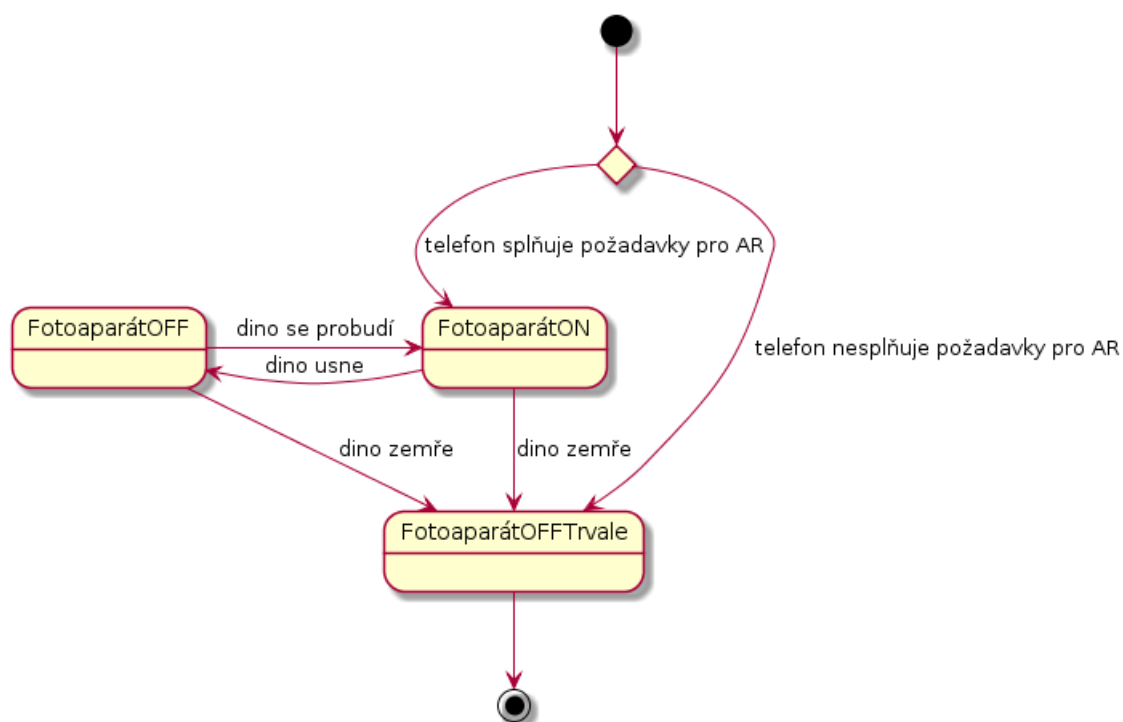 telefon splňuje požadavky pro AR
FotoaparátOFF
dino se probudí
FotoaparátON
telefon nesplňuje požadavky pro AR
dino usne
dino zemře
dino zemře
FotoaparátOFFTrvale